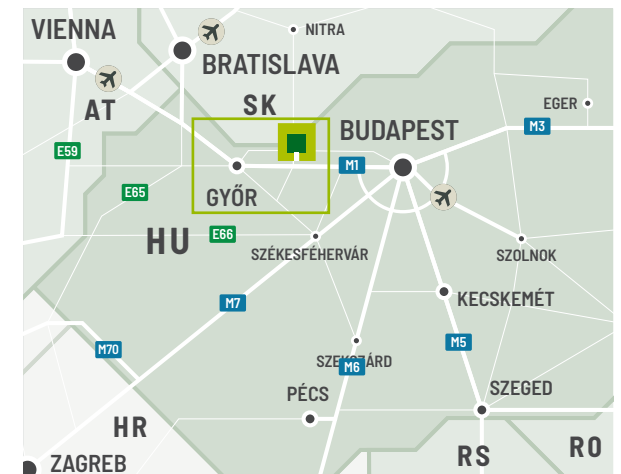 VIENNA
NITRA
BRATISLAVA
AT
SK
EGER
BUDAPEST
M3
E59
M1
E65
GYŐR
HU
E66
SZÉKESFEHÉRVÁR
SZOLNOK
M7
KECSKEMÉT
M70
M5
SZEKSZÁRD
M6
PÉCS
SZEGED
HR
RS
RO
ZAGREB